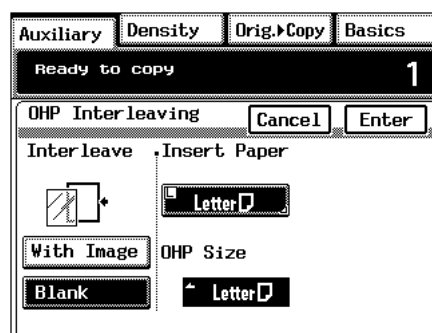 Auxiliary Density Orig.▸Copy Basics
Ready to copy 1
OHP Interleaving Cancel Enter
Interleave Insert Paper
Letter
With Image OHP Size
Blank Letter